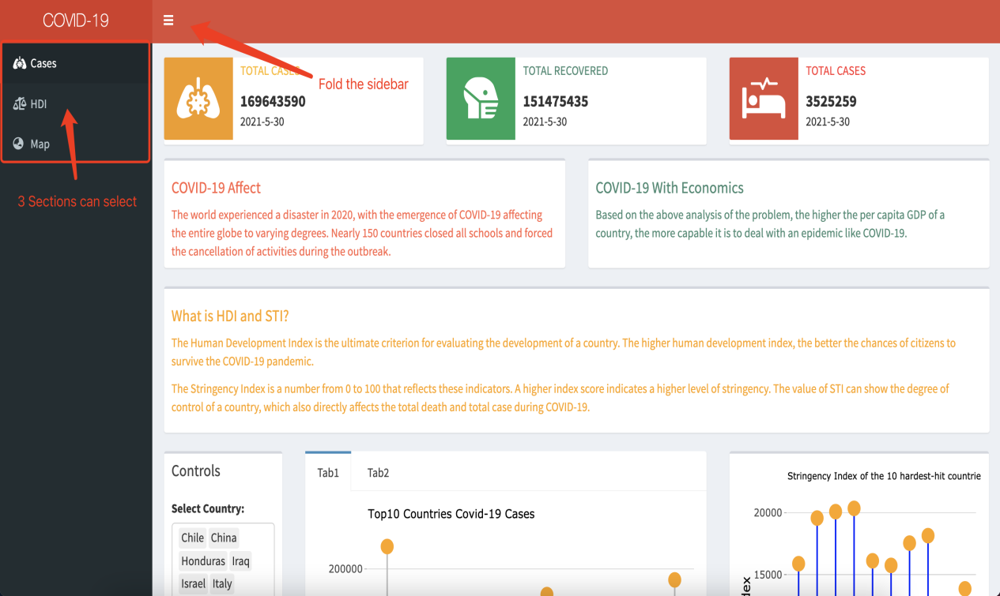 COVID-19
Cases
HDI
Map
3 Sections can select
Fold the sidebar
TOTAL CASES
169643590
2021-5-30
TOTAL RECOVERED
151475435
2021-5-30
TOTAL CASES
3525259
2021-5-30
COVID-19 Affect
The world experienced a disaster in 2020, with the emergence of COVID-19 affecting
the entire globe to varying degrees. Nearly 150 countries closed all schools and forced
the cancellation of activities during the outbreak.
COVID-19 With Economics
Based on the above analysis of the problem, the higher the per capita GDP of a
country, the more capable it is to deal with an epidemic like COVID-19.
What is HDI and STI?
The Human Development Index is the ultimate criterion for evaluating the development of a country. The higher human development index, the better the chances of citizens to
survive the COVID-19 pandemic.
The Stringency Index is a number from 0 to 100 that reflects these indicators. A higher index score indicates a higher level of stringency. The value of STI can show the degree of
control of a country, which also directly affects the total death and total case during COVID-19.
Controls
Select Country:
Chile China
Honduras Iraq
Israel Italy
Tab1 Tab2
Top10 Countries Covid-19 Cases
200000
Stringency Index of the 10 hardest-hit countrie
20000
15000
dex